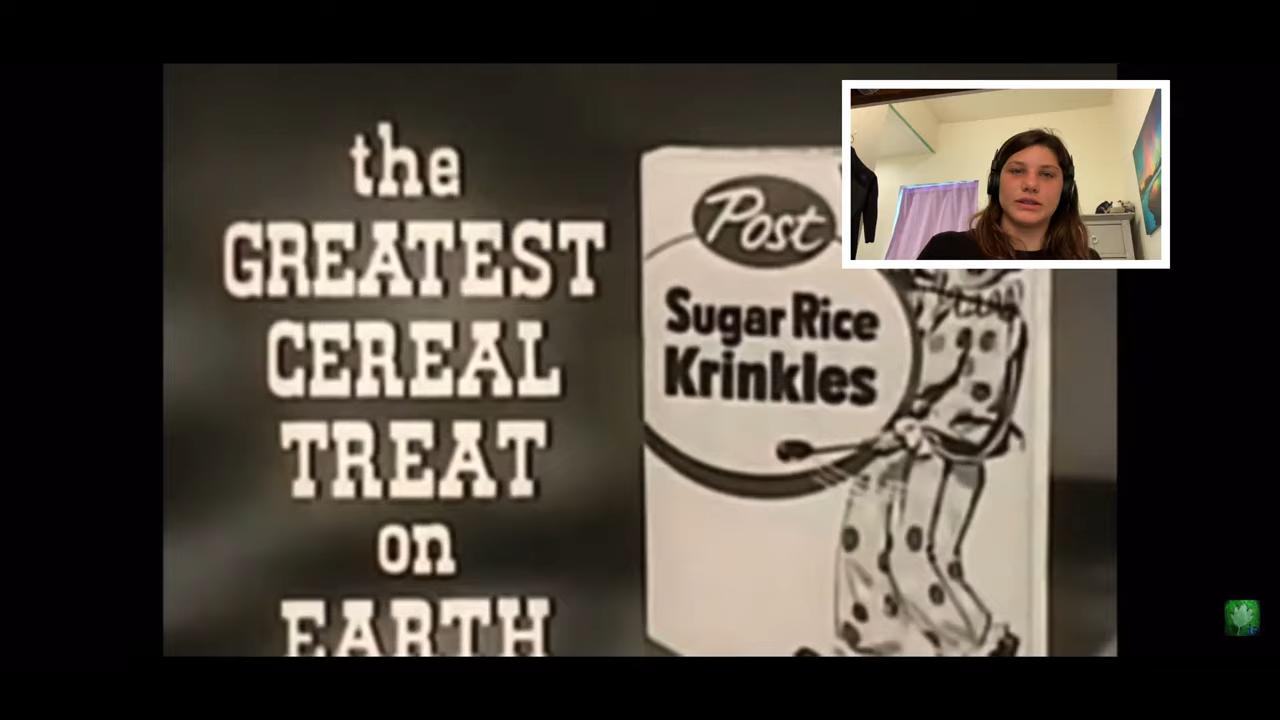 the
GREATEST
CEREAL
TREAT
on
EARTH
Post
Sugar Rice
Krinkles